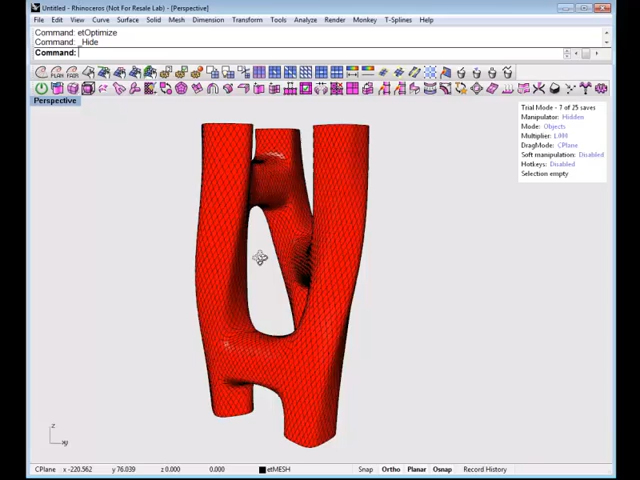 Untitled - Rhinoceros (Not For Resale Lab) - [Perspective]
File Edit View Curve Surface Solid Mesh Dimension Transform Tools Analyze Render Monkey T-Splines Help
Command: etOptimize
Command: _Hide
Command:
Perspective
Trial Mode - 7 of 25 saves
Manipulator: Hidden
Mode: Objects
Multiplier: 1.000
DragMode: CPlane
Soft manipulation: Disabled
Hotkeys: Disabled
Selection empty
z
CPlane x -220.562 y 76.039 z 0.000 0.000 etMESH Snap Ortho Planar Osnap Record History